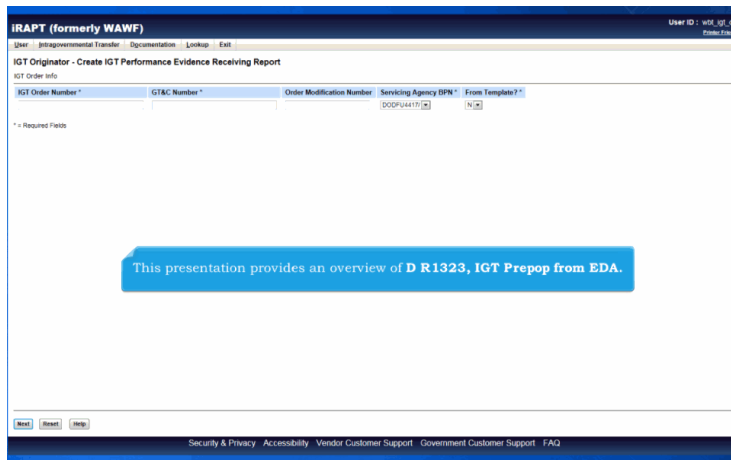 iRAPT (formerly WAWF)
User ID :
Printer Frie
User Intragovernmental Transfer Documentation Lookup Exit
IGT Originator - Create IGT Performance Evidence Receiving Report
IGT Order Info
IGT Order Number * GT&C Number * Order Modification Number Servicing Agency BPN * From Template? *
N
* = Required Fields
This presentation provides an overview of D R1323, IGT Prepop from EDA.
Next Reset Help
Security & Privacy Accessibility Vendor Customer Support Government Customer Support FAQ